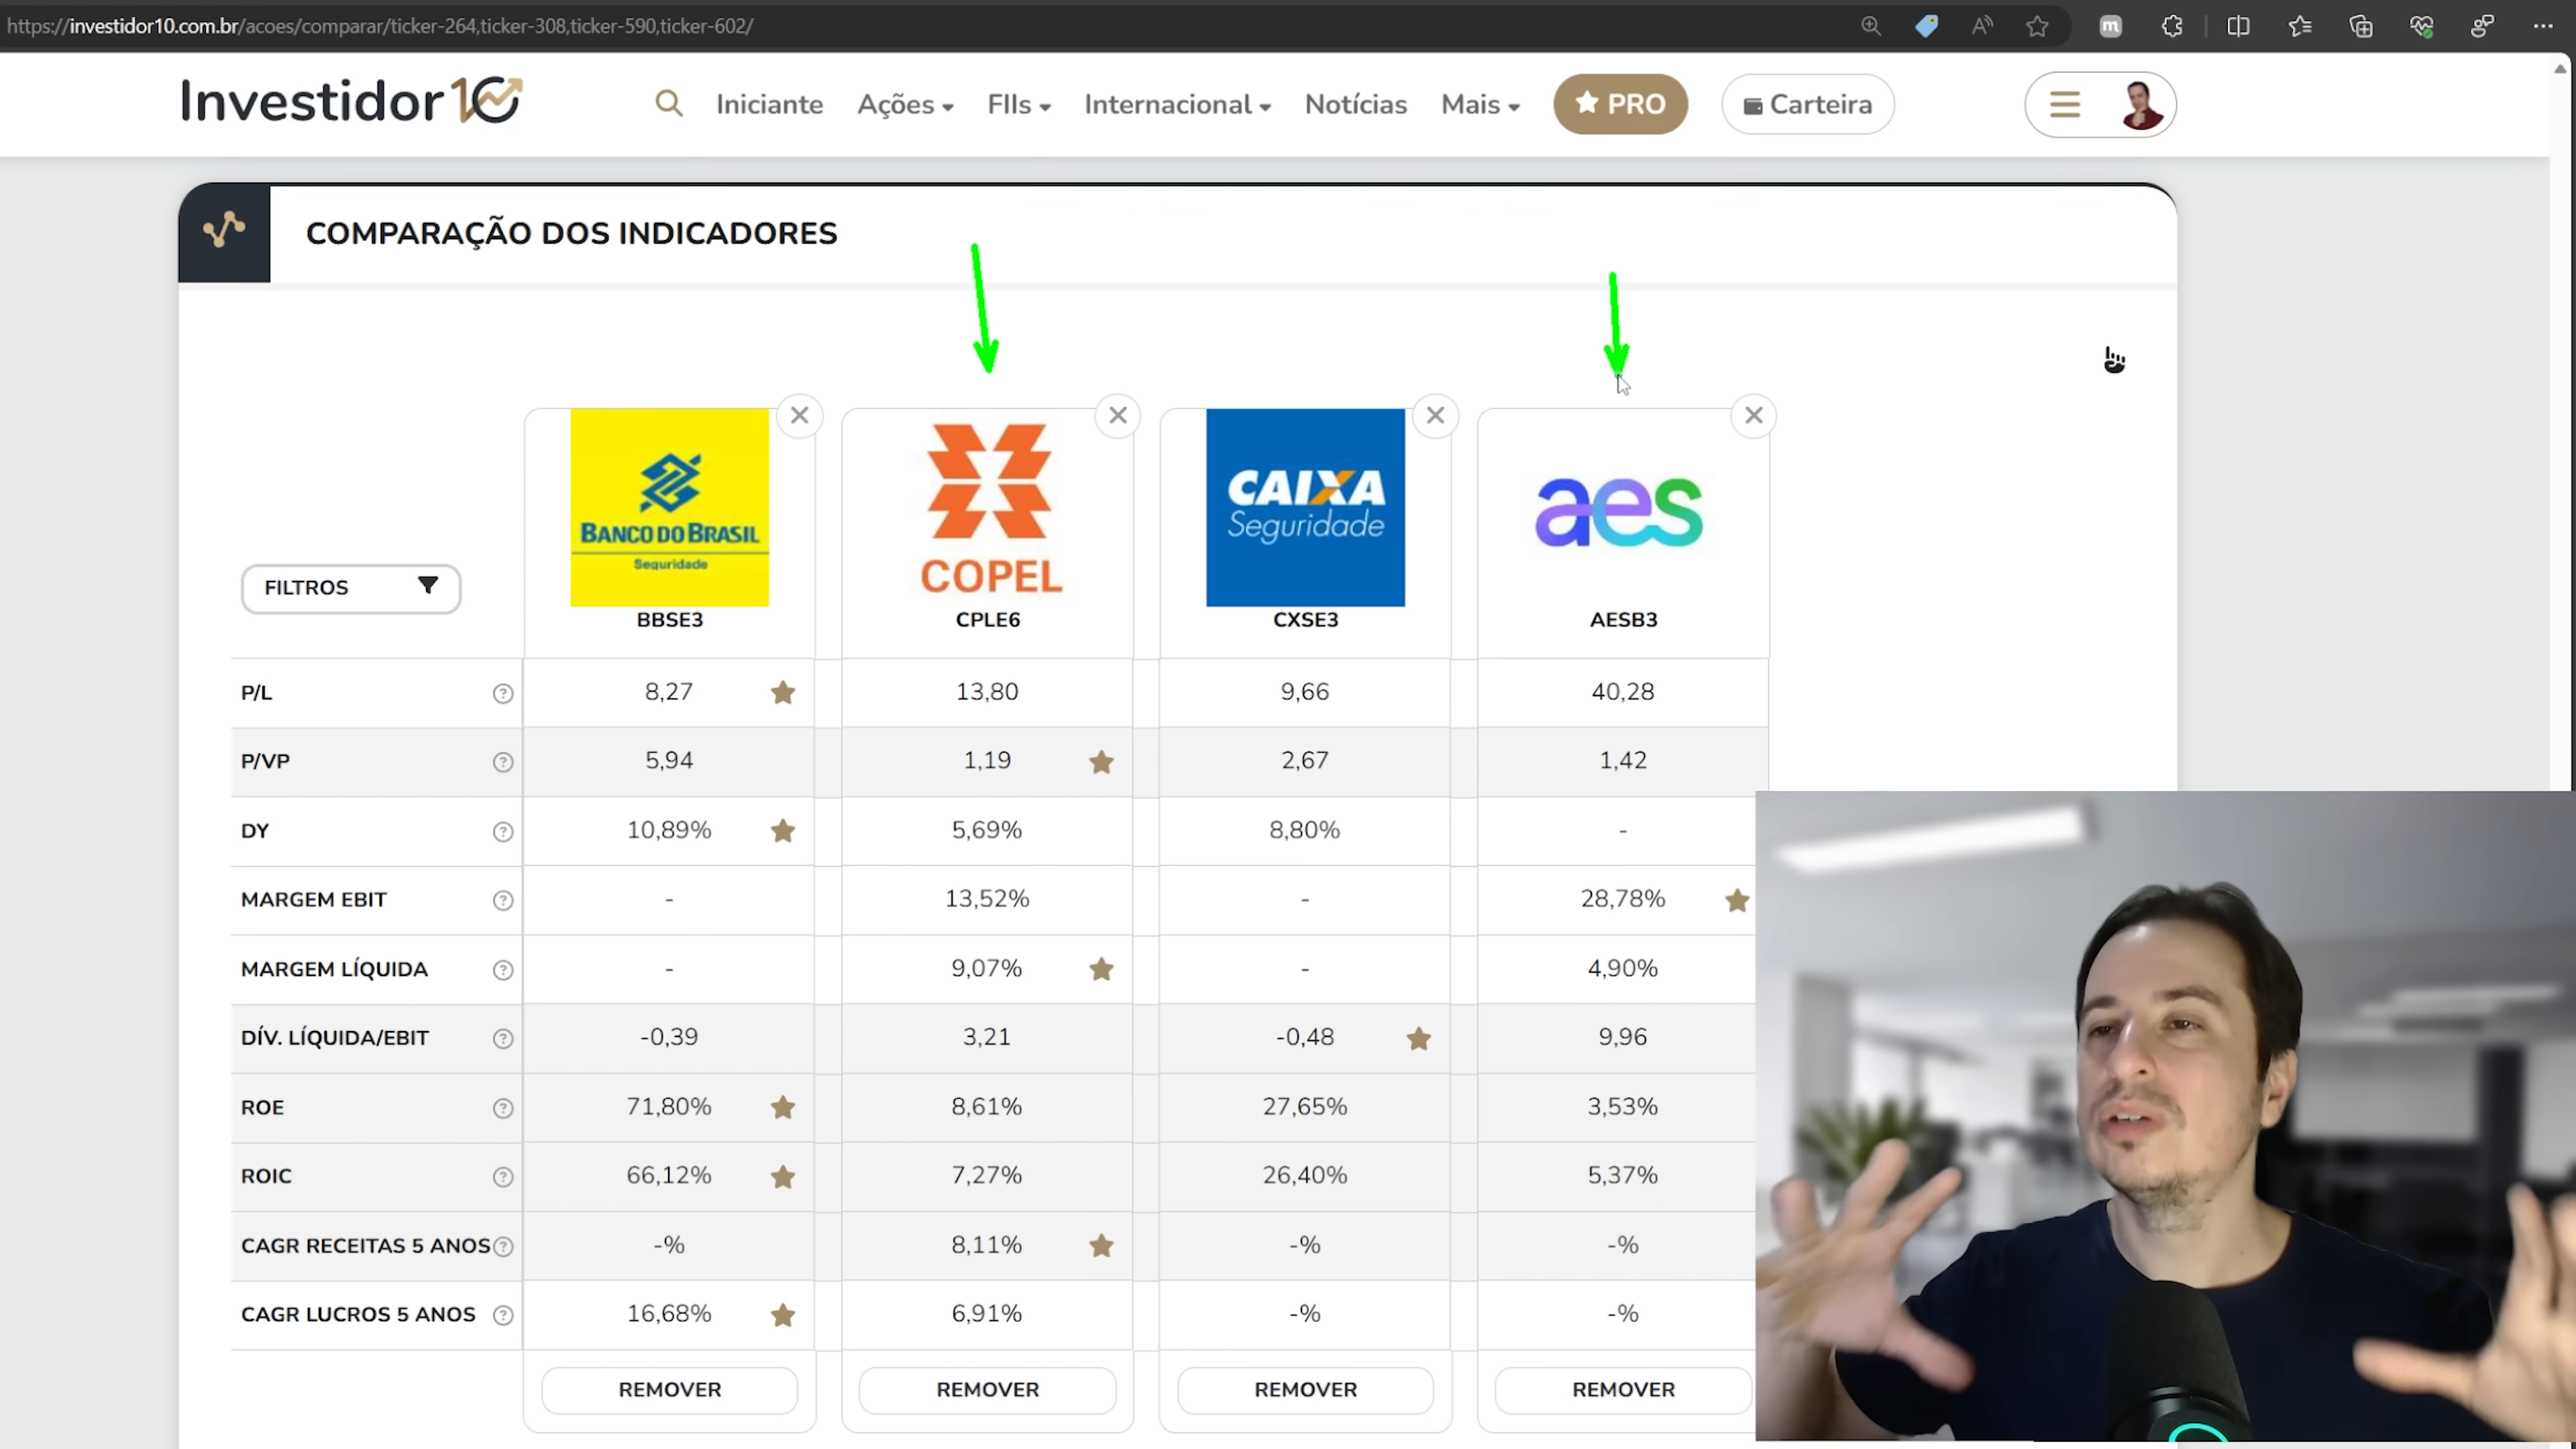 https://investidor10.com.br/acoes/comparar/ticker-264,ticker-308,ticker-590,ticker-602/
Investidor 10
Iniciante Ações FIIs Internacional Notícias Mais PRO Carteira
COMPARAÇÃO DOS INDICADORES
BANCO DO BRASIL
Seguridade
COPEL
CAIXA
Seguridade
aes
FILTROS
BBSE3 CPLE6 CXSE3 AESB3
P/L ? 8,27 13,80 9,66 40,28
P/VP ? 5,94 1,19 2,67 1,42
DY ? 10,89% 5,69% 8,80% -
MARGEM EBIT ? - 13,52% - 28,78%
MARGEM LÍQUIDA ? - 9,07% - 4,90%
DÍV. LÍQUIDA/EBIT ? -0,39 3,21 -0,48 9,96
ROE ? 71,80% 8,61% 27,65% 3,53%
ROIC ? 66,12% 7,27% 26,40% 5,37%
CAGR RECEITAS 5 ANOS ? -% 8,11% -% -%
CAGR LUCROS 5 ANOS ? 16,68% 6,91% -% -%
REMOVER REMOVER REMOVER REMOVER